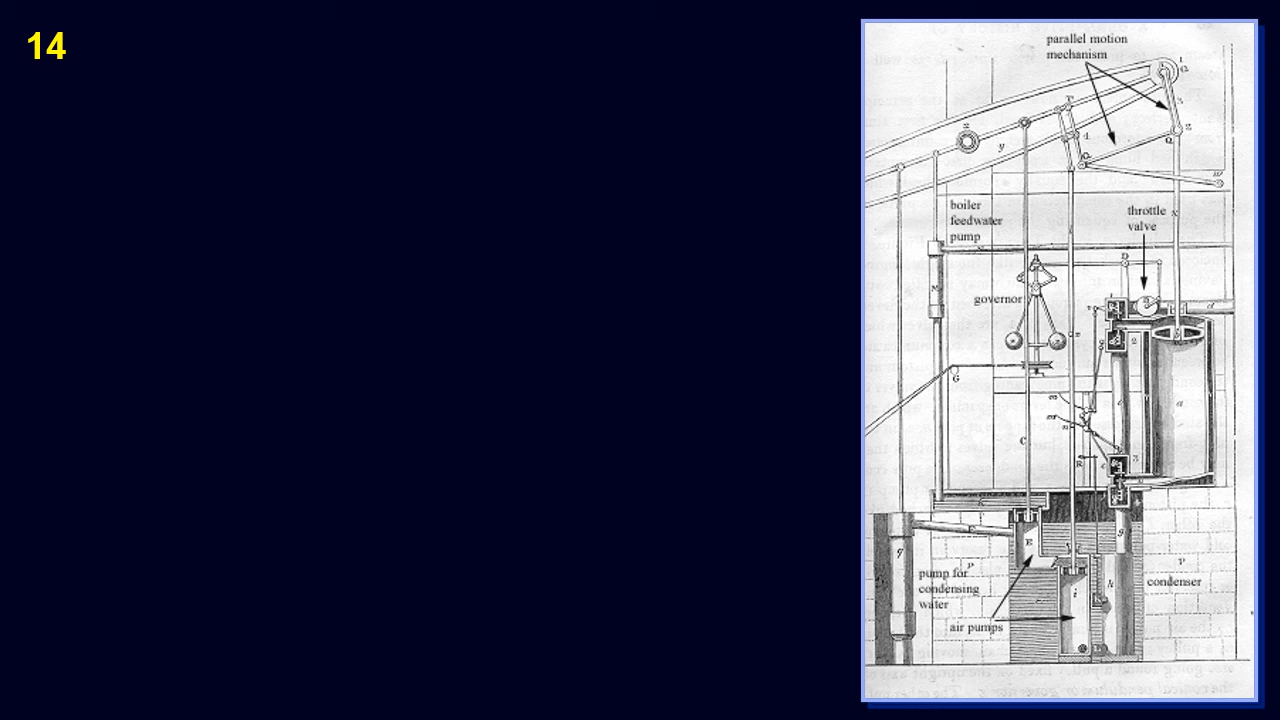 14
parallel motion
mechanism
boiler
feedwater
pump
throttle
valve
governor
pump for
condensing
water
condenser
air pumps